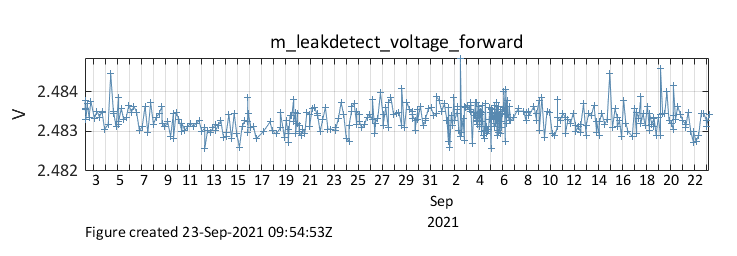 m_leakdetect_voltage_forward
2.484
2.483
2.482
V
3 5 7 9 11 13 15 17 19 21 23 25 27 29 31 2 4 6 8 10 12 14 16 18 20 22
Sep
2021
Figure created 23-Sep-2021 09:54:53Z